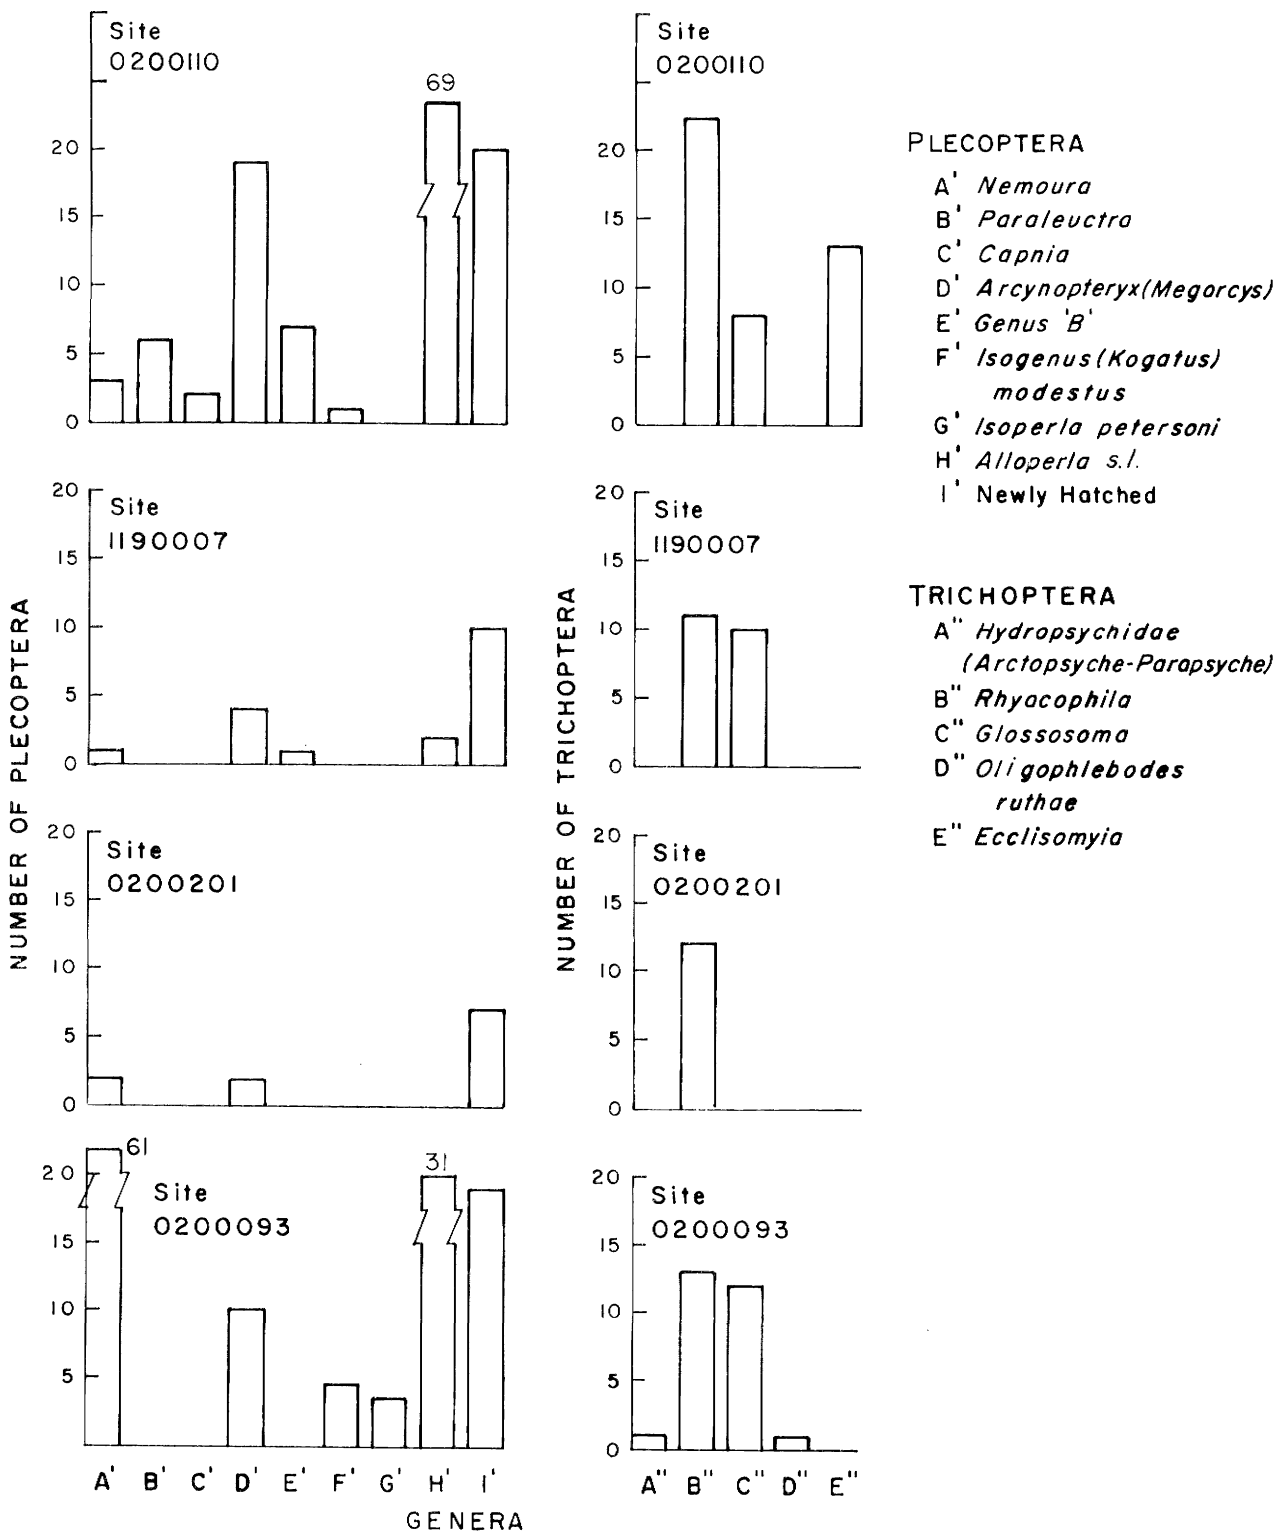 Site
0200110
69
20
15
10
5
0
Site
0200110
20
15
10
5
0
PLECOPTERA
A' Nemoura
B' Paraleuctra
C' Capnia
D' Arcynopteryx (Megarcys)
E' Genus 'B'
F' Isogenus (Kogatus)
modestus
G' Isoperla petersoni
H' Alloperla s.l.
I' Newly Hatched
Site
1190007
20
15
10
5
0
Site
1190007
20
15
10
5
0
TRICHOPTERA
A" Hydropsychidae
(Arctopsyche-Parapsyche)
B" Rhyacophila
C" Glossosoma
D" Oligophlebodes
ruthae
E" Ecclisomyia
NUMBER OF PLECOPTERA
NUMBER OF TRICHOPTERA
Site
0200201
20
15
10
5
0
Site
0200201
20
15
10
5
0
61
31
Site
0200093
20
15
10
5
Site
0200093
20
15
10
5
0
A' B' C' D' E' F' G' H' I'
A" B" C" D" E"
GENERA